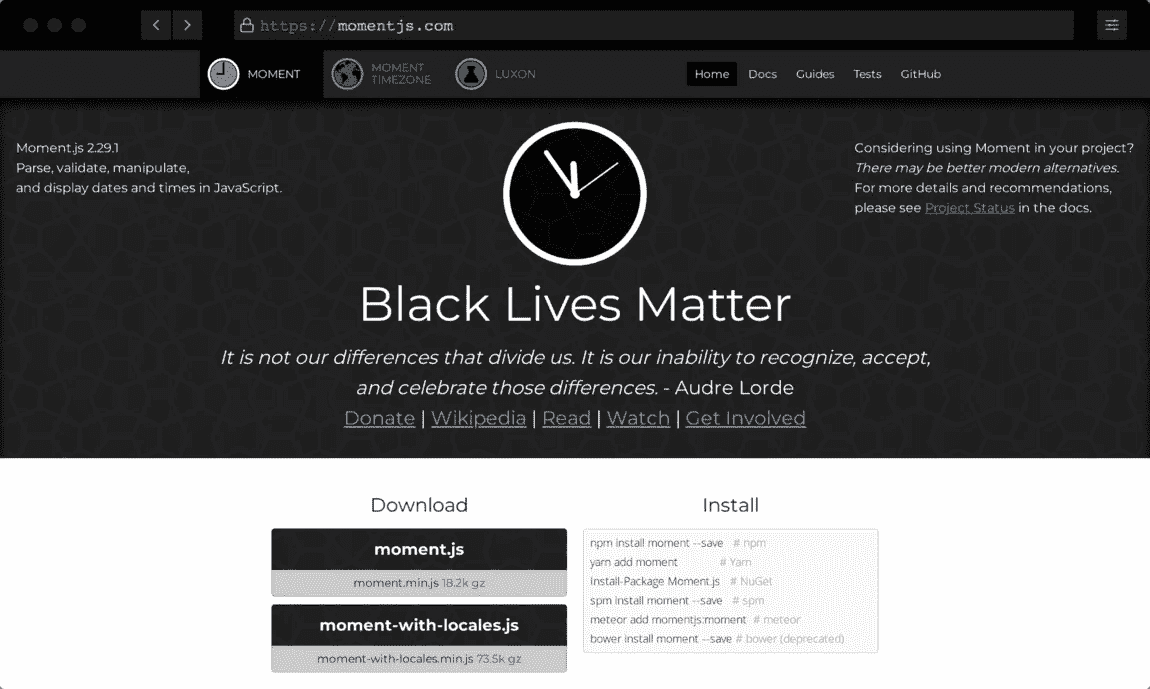 https://momentjs.com
MOMENT
MOMENT
TIMEZONE
LUXON
Home
Docs
Guides
Tests
GitHub
Moment.js 2.29.1
Parse, validate, manipulate,
and display dates and times in JavaScript.
Considering using Moment in your project?
There may be better modern alternatives.
For more details and recommendations,
please see Project Status in the docs.
Black Lives Matter
It is not our differences that divide us. It is our inability to recognize, accept,
and celebrate those differences. - Audre Lorde
Donate | Wikipedia | Read | Watch | Get Involved
Download
moment.js
moment.min.js 18.2k gz
moment-with-locales.js
moment-with-locales.min.js 73.5k gz
Install
npm install moment --save # npm
yarn add moment # Yarn
Install-Package Moment.js # NuGet
spm install moment --save # spm
meteor add momentjs:moment # meteor
bower install moment --save # bower (deprecated)